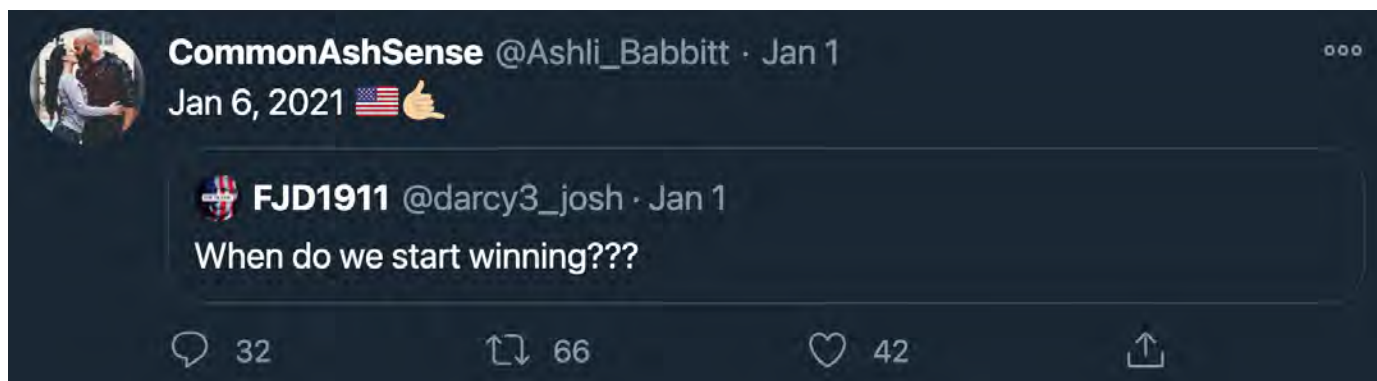 CommonAshSense @Ashli_Babbitt · Jan 1
Jan 6, 2021 🇺🇸🤙🏼
FJD1911 @darcy3_josh · Jan 1
When do we start winning???
32 66 42